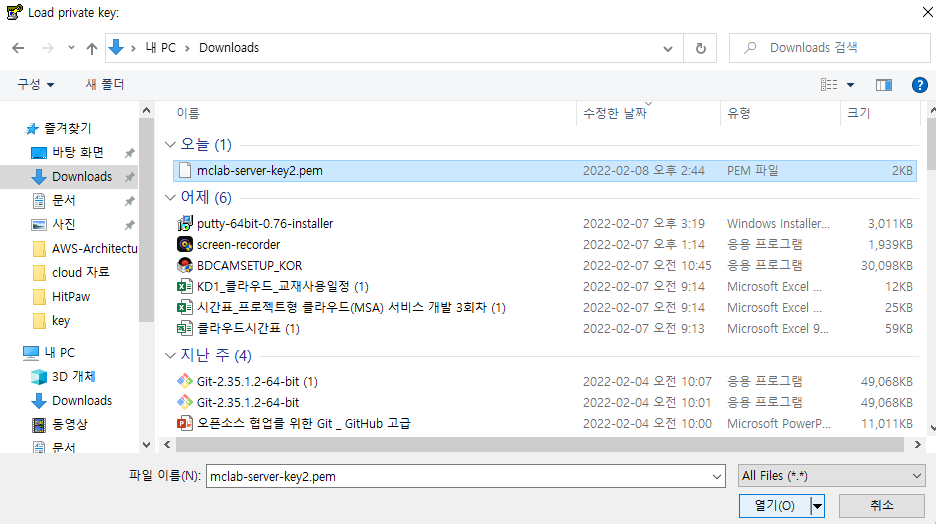 Load private key:
내 PC > Downloads
Downloads 검색
구성
새 폴더
이름 수정한 날짜 유형 크기
즐겨찾기
바탕 화면
Downloads
문서
사진
AWS-Architectu
cloud 자료
HitPaw
key
내 PC
3D 개체
Downloads
동영상
문서
오늘 (1)
mclab-server-key2.pem 2022-02-08 오후 2:44 PEM 파일 2KB
어제 (6)
putty-64bit-0.76-installer 2022-02-07 오후 3:19 Windows Installer... 3,011KB
screen-recorder 2022-02-07 오후 1:14 응용 프로그램 1,939KB
BDCAMSETUP_KOR 2022-02-07 오전 10:45 응용 프로그램 30,098KB
KD1_클라우드_교재사용일정 (1) 2022-02-07 오전 9:14 Microsoft Excel ... 12KB
시간표_프로젝트형 클라우드(MSA) 서비스 개발 3회차 (1) 2022-02-07 오전 9:14 Microsoft Excel ... 25KB
클라우드시간표 (1) 2022-02-07 오전 9:13 Microsoft Excel 9... 59KB
지난 주 (4)
Git-2.35.1.2-64-bit (1) 2022-02-04 오전 10:07 응용 프로그램 49,068KB
Git-2.35.1.2-64-bit 2022-02-04 오전 10:01 응용 프로그램 49,068KB
오픈소스 협업를 위한 Git _ GitHub 고급 2022-02-04 오전 10:00 Microsoft PowerP... 11,011KB
파일 이름(N): mclab-server-key2.pem All Files (*.*)
열기(O) 취소